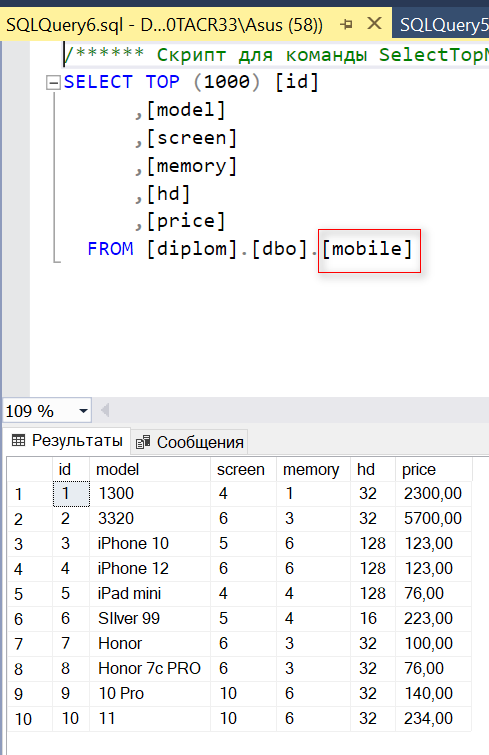 SQLQuery6.sql - D...0TACR33\Asus (58)) SQLQuery5
/****** Скрипт для команды SelectTop
SELECT TOP (1000) [id]
,[model]
,[screen]
,[memory]
,[hd]
,[price]
FROM [diplom].[dbo].[mobile]
109 %
Результаты Сообщения
id model screen memory hd price
1 1 1300 4 1 32 2300,00
2 2 3320 6 3 32 5700,00
3 3 iPhone 10 5 6 128 123,00
4 4 iPhone 12 6 6 128 123,00
5 5 iPad mini 4 4 128 76,00
6 6 SIlver 99 5 4 16 223,00
7 7 Honor 6 3 32 100,00
8 8 Honor 7c PRO 6 3 32 76,00
9 9 10 Pro 10 6 32 140,00
10 10 11 10 6 32 234,00